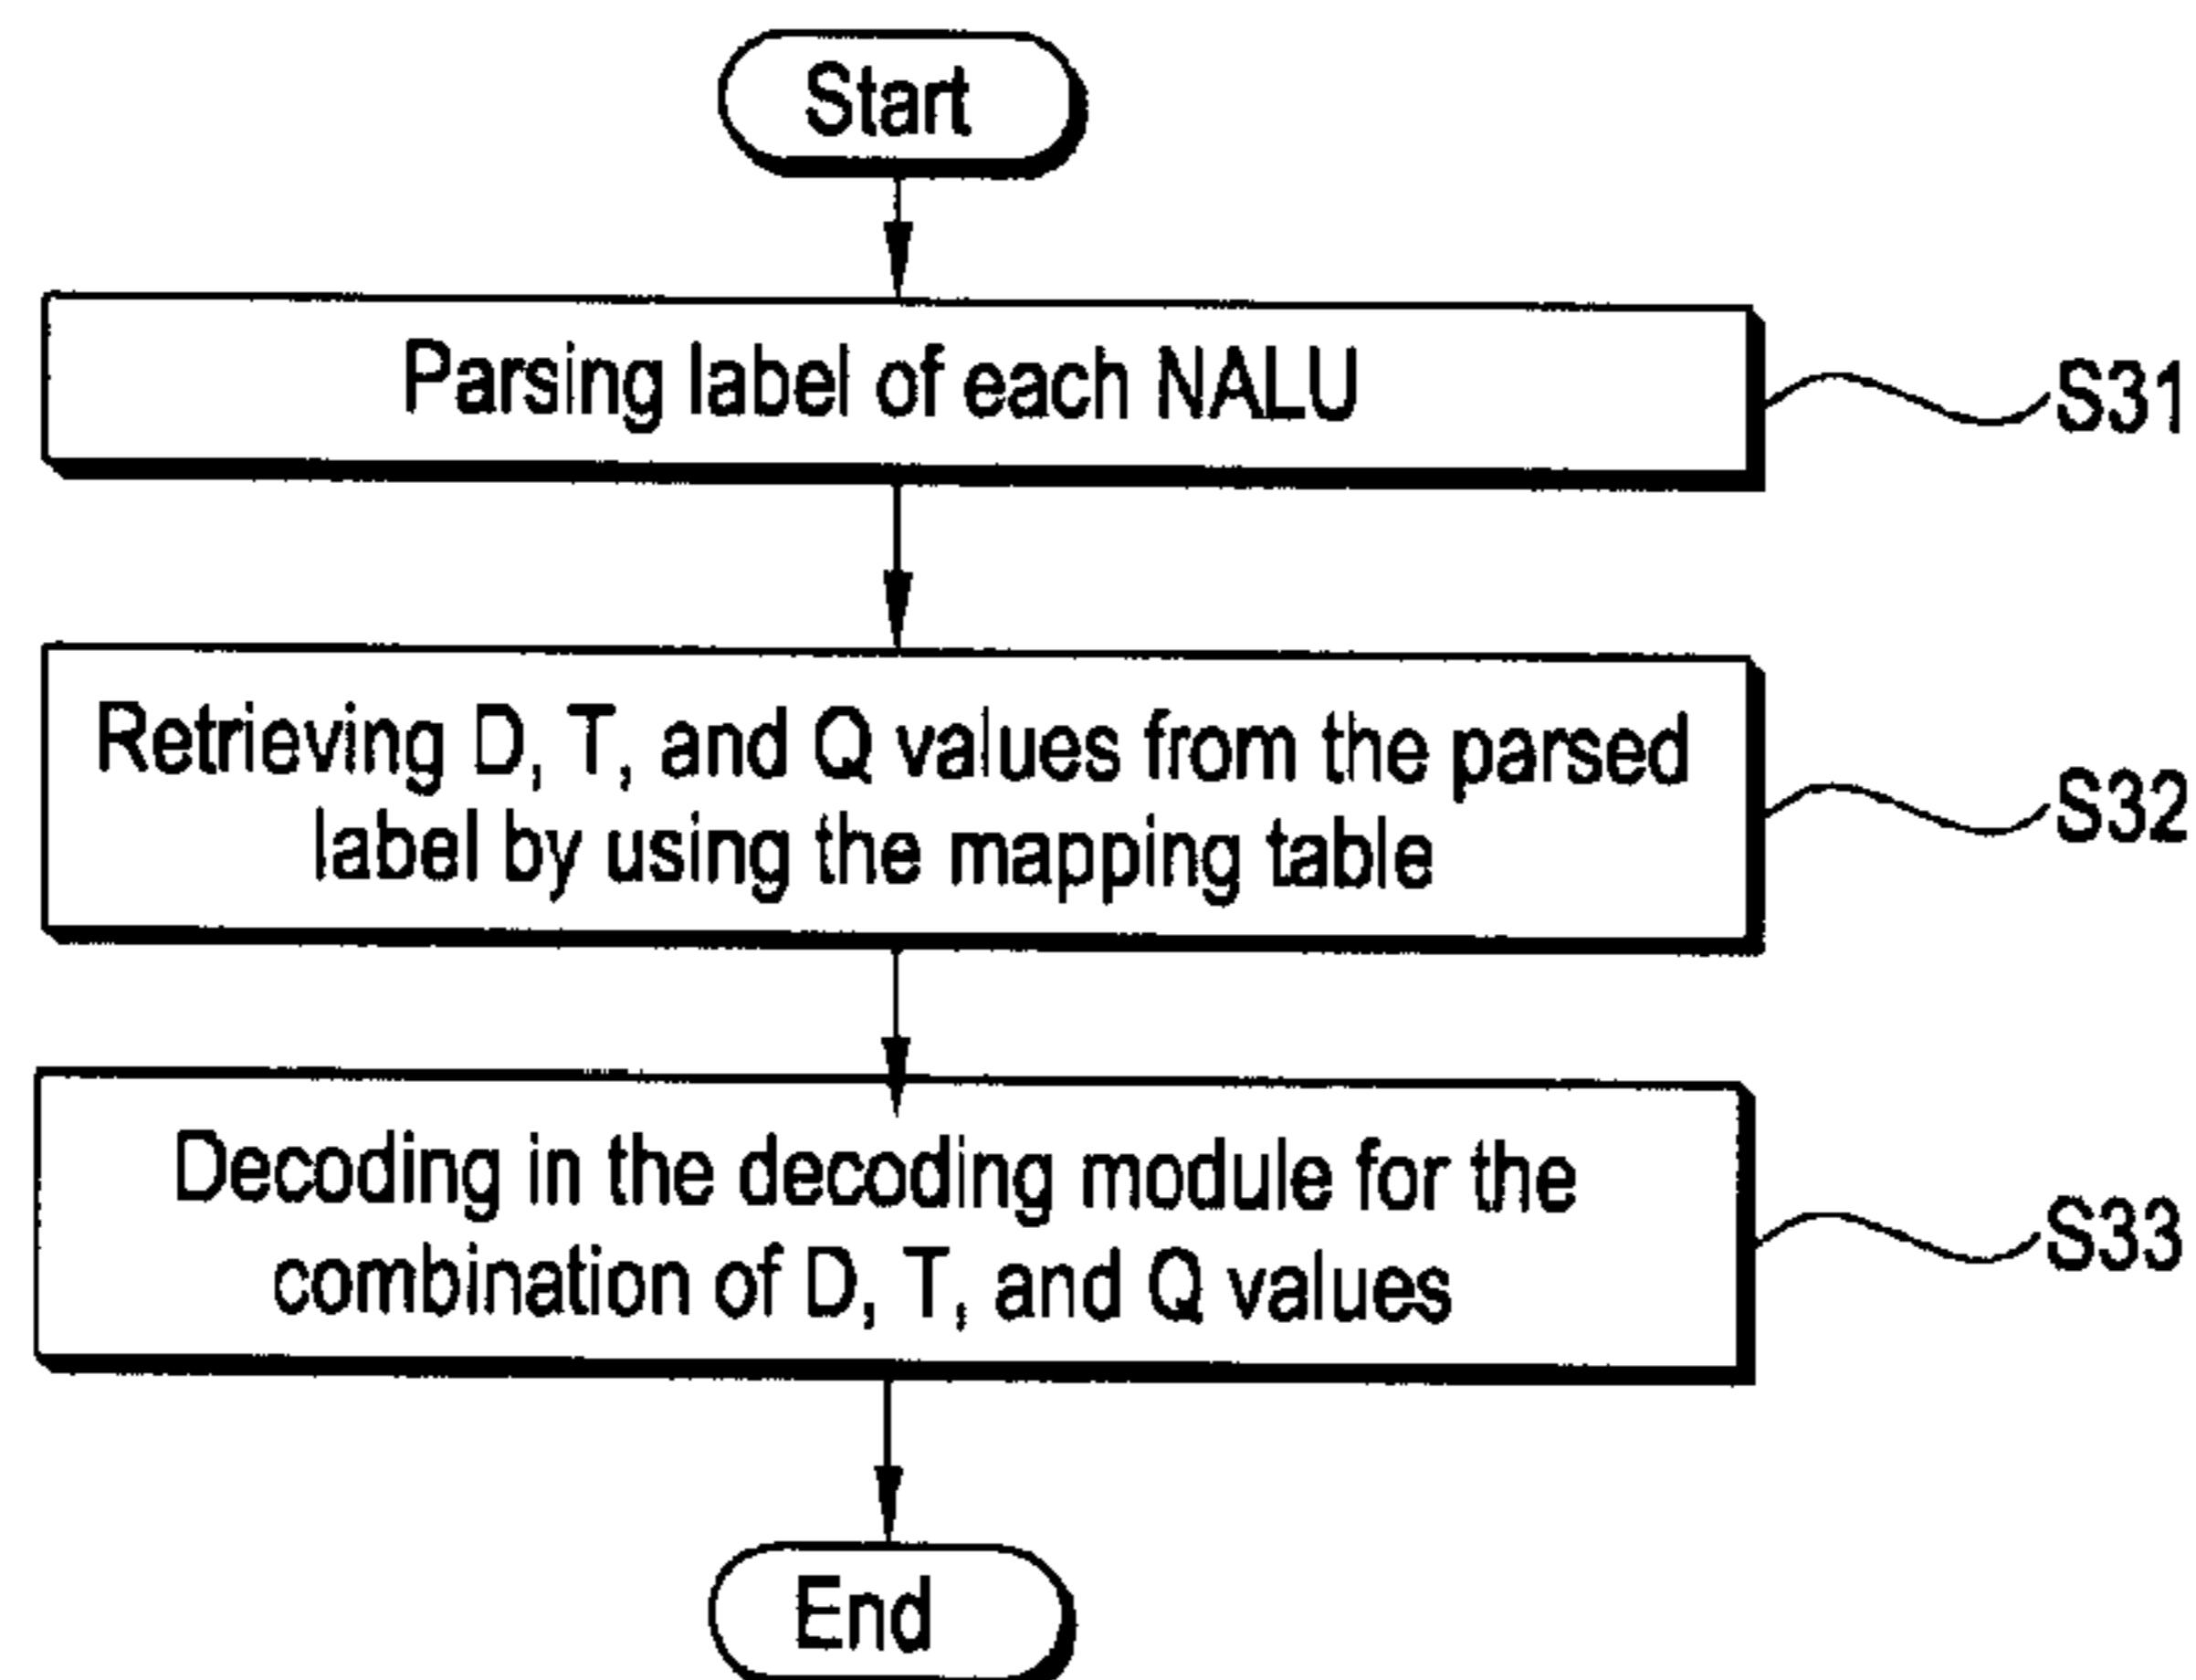 Start
Parsing label of each NALU
S31
Retrieving D, T, and Q values from the parsed
label by using the mapping table
S32
Decoding in the decoding module for the
combination of D, T, and Q values
S33
End